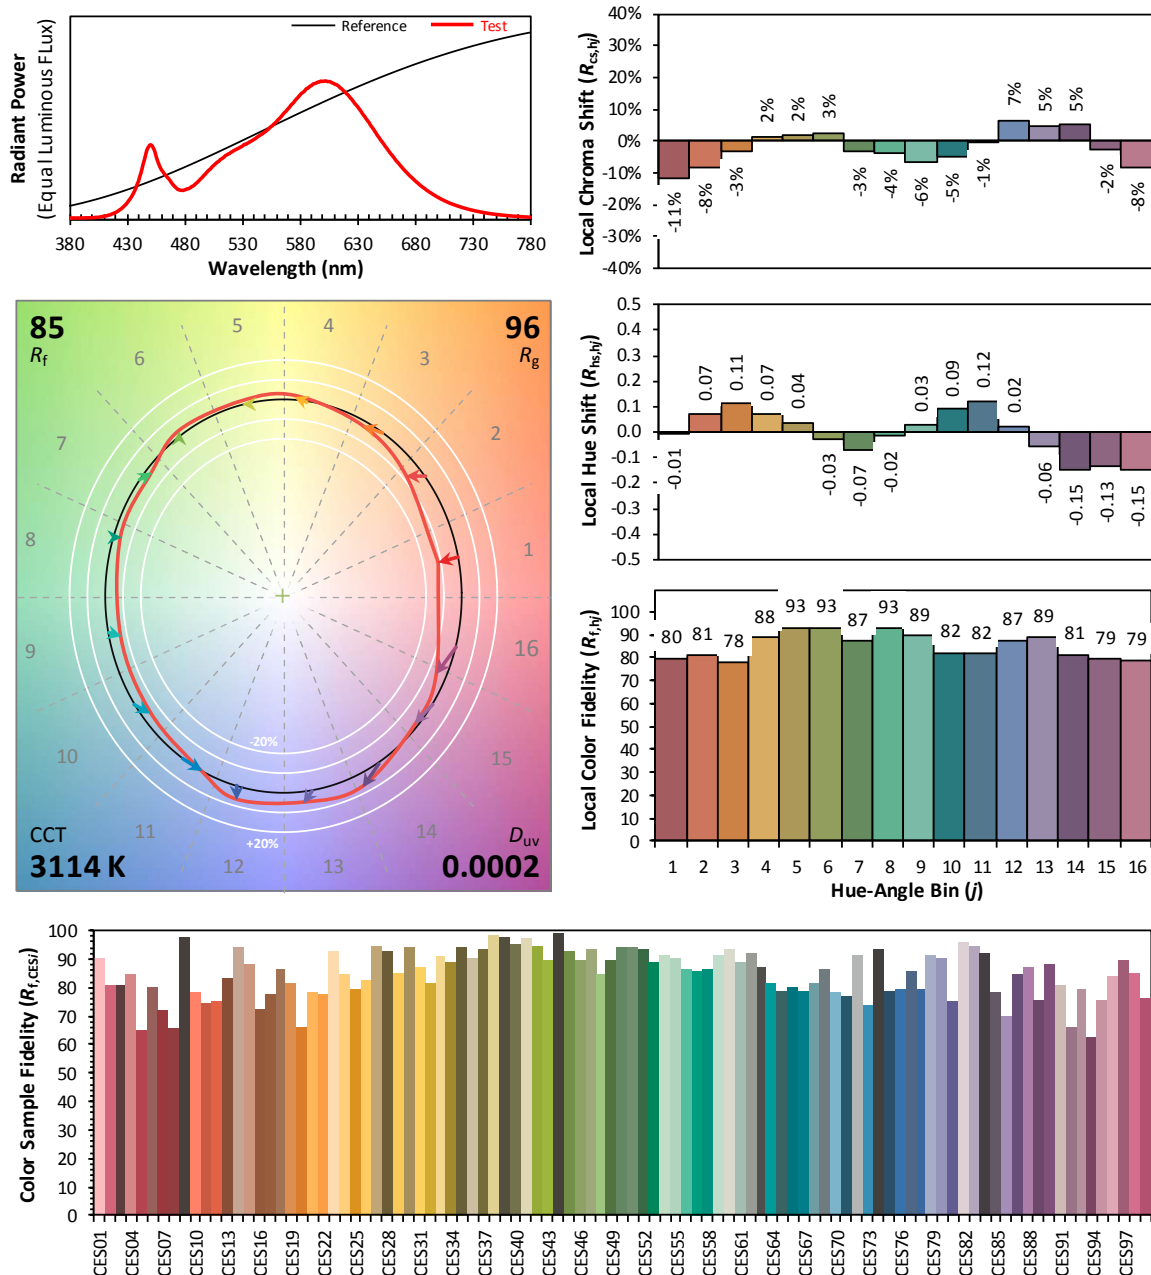 Radiant Power
(Equal Luminous FLux
Reference
Test
380 430 480 530 580 630 680 730 780
Wavelength (nm)
Local Chroma Shift (Rcs,hj)
40%
30%
20%
10%
0%
-10%
-20%
-30%
-40%
-11% -8% -3% 2% 2% 3% -3% -4% -6% -5% -1% 7% 5% 5% -2% -8%
85
Rf
96
Rg
1 2 3 4 5 6 7 8 9 10 11 12 13 14 15 16
-20%
+20%
CCT
3114 K
Duv
0.0002
Local Hue Shift (Rhs,hj)
0.5
0.4
0.3
0.2
0.1
0.0
-0.1
-0.2
-0.3
-0.4
-0.5
-0.01 0.07 0.11 0.07 0.04 -0.03 -0.07 -0.02 0.03 0.09 0.12 0.02 -0.06 -0.15 -0.13 -0.15
Local Color Fidelity (Rf,hj)
100
90
80
70
60
50
40
30
20
10
0
80 81 78 88 93 93 87 93 89 82 82 87 89 81 79 79
1 2 3 4 5 6 7 8 9 10 11 12 13 14 15 16
Hue-Angle Bin (j)
Color Sample Fidelity (Rf,CESi)
100
90
80
70
60
50
40
30
20
10
0
CES01 CES04 CES07 CES10 CES13 CES16 CES19 CES22 CES25 CES28 CES31 CES34 CES37 CES40 CES43 CES46 CES49 CES52 CES55 CES58 CES61 CES64 CES67 CES70 CES73 CES76 CES79 CES82 CES85 CES88 CES91 CES94 CES97